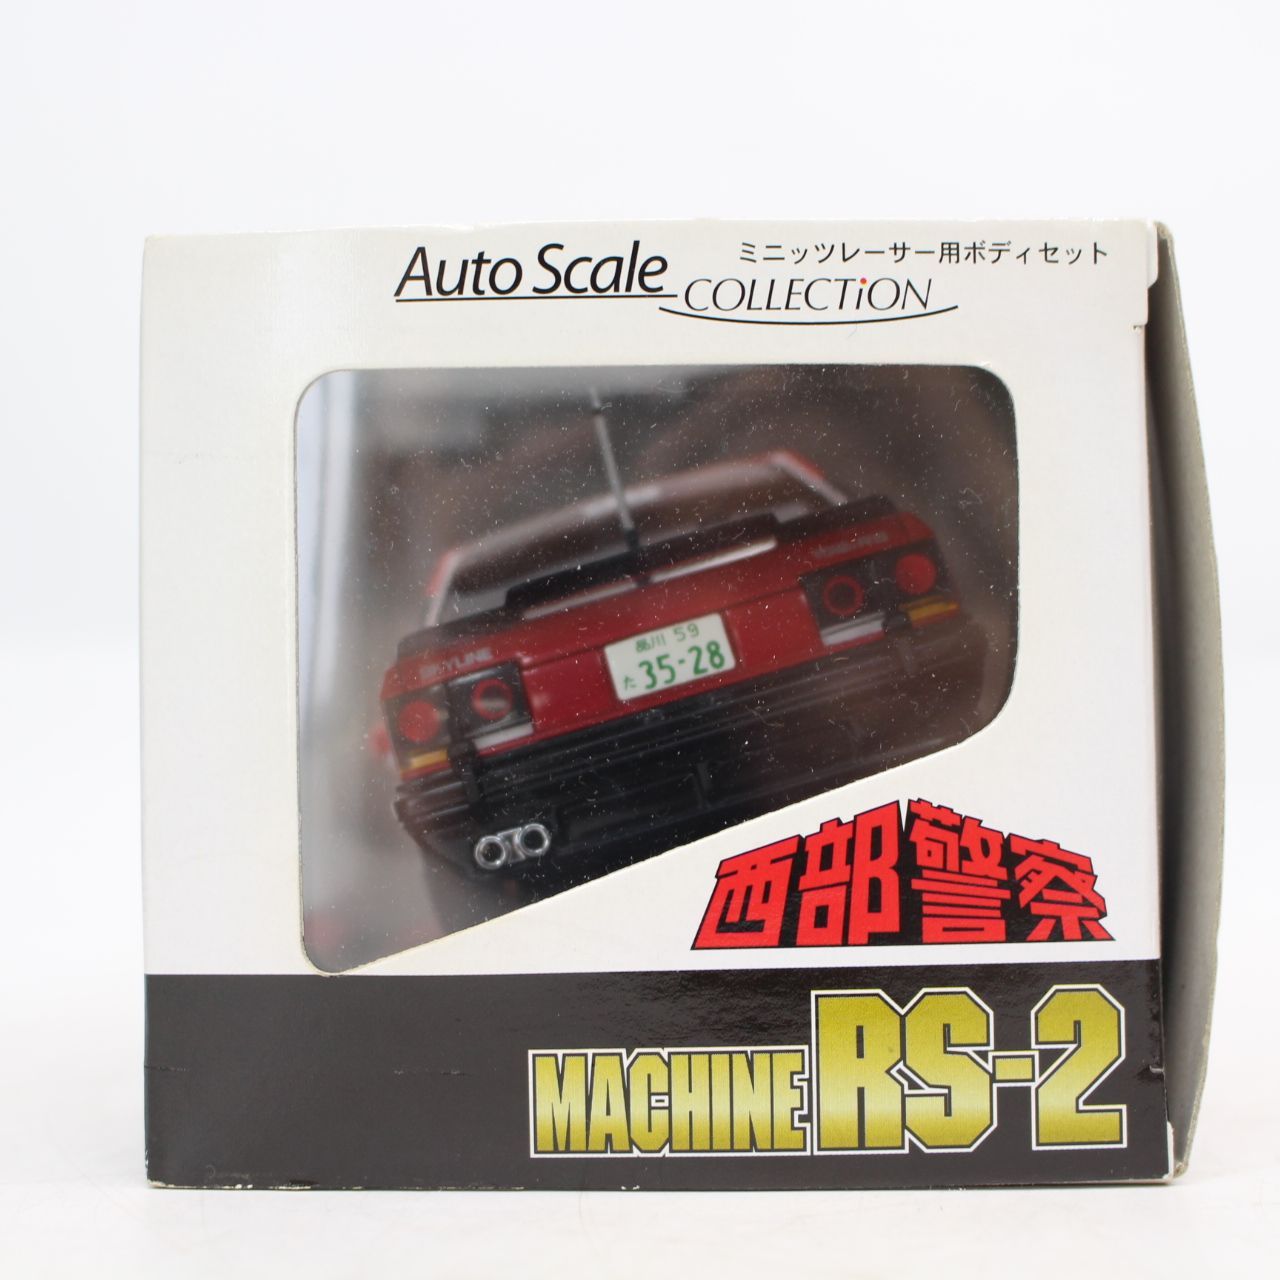 Auto Scale
COLLECTiON
ミニッツレーサー用ボディセット
SKYLINE
品川 59
た 35-28
西部警察
MACHINE RS-2